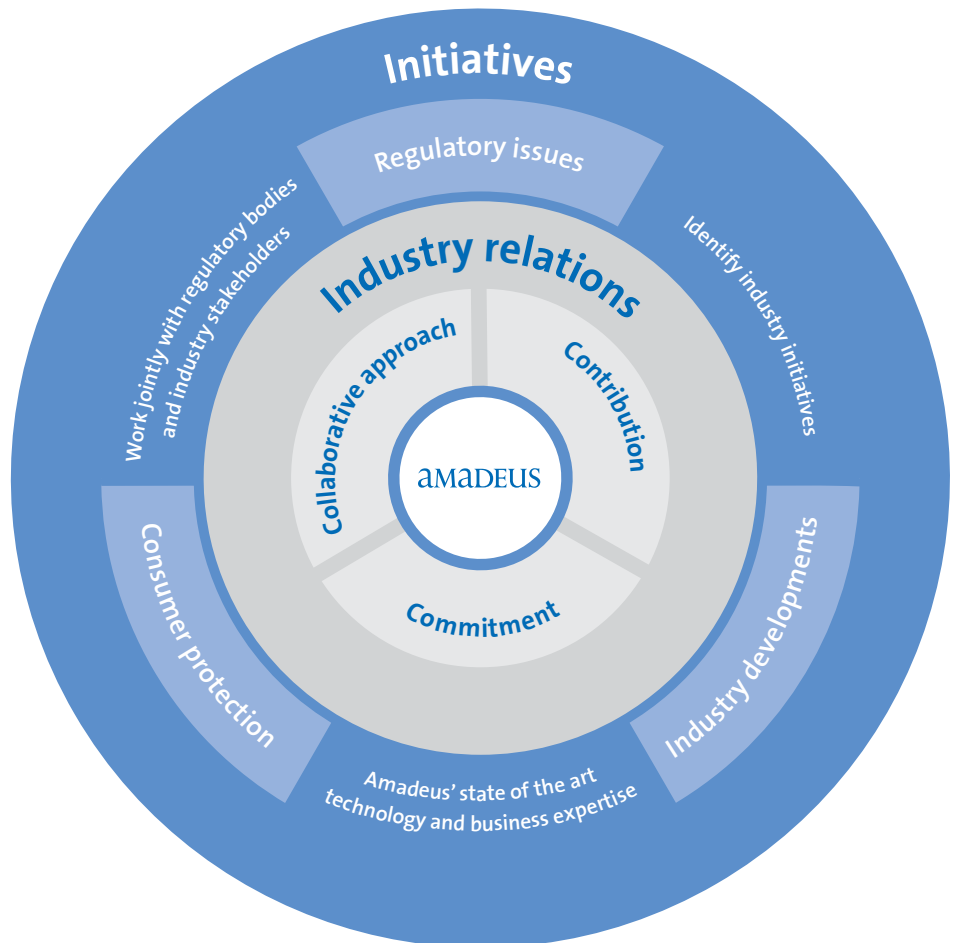 Initiatives
Regulatory issues
Work jointly with regulatory bodies
and industry stakeholders
Identify industry initiatives
Industry relations
Collaborative approach
Contribution
amadeus
Commitment
Consumer protection
Industry developments
Amadeus’ state of the art
technology and business expertise